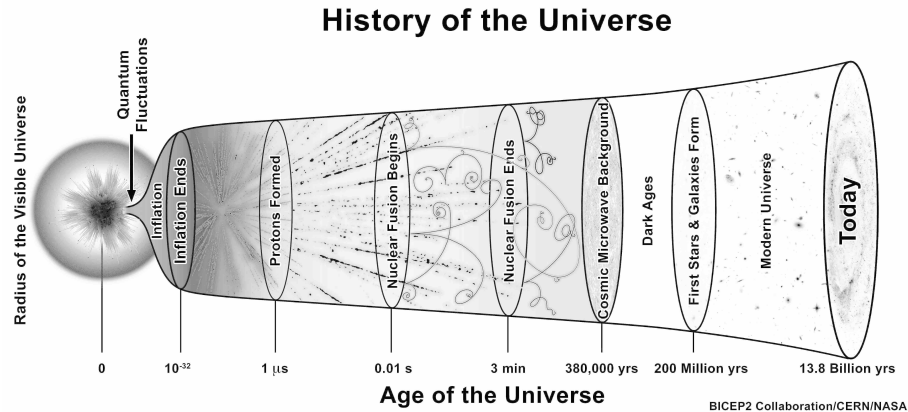 History of the Universe
Radius of the Visible Universe
Quantum
Fluctuations
Inflation
Inflation Ends
Protons Formed
Nuclear Fusion Begins
Nuclear Fusion Ends
Cosmic Microwave Background
Dark Ages
First Stars & Galaxies Form
Modern Universe
Today
0
10⁻³²
1 μs
0.01 s
3 min
380,000 yrs
200 Million yrs
13.8 Billion yrs
Age of the Universe
BICEP2 Collaboration/CERN/NASA